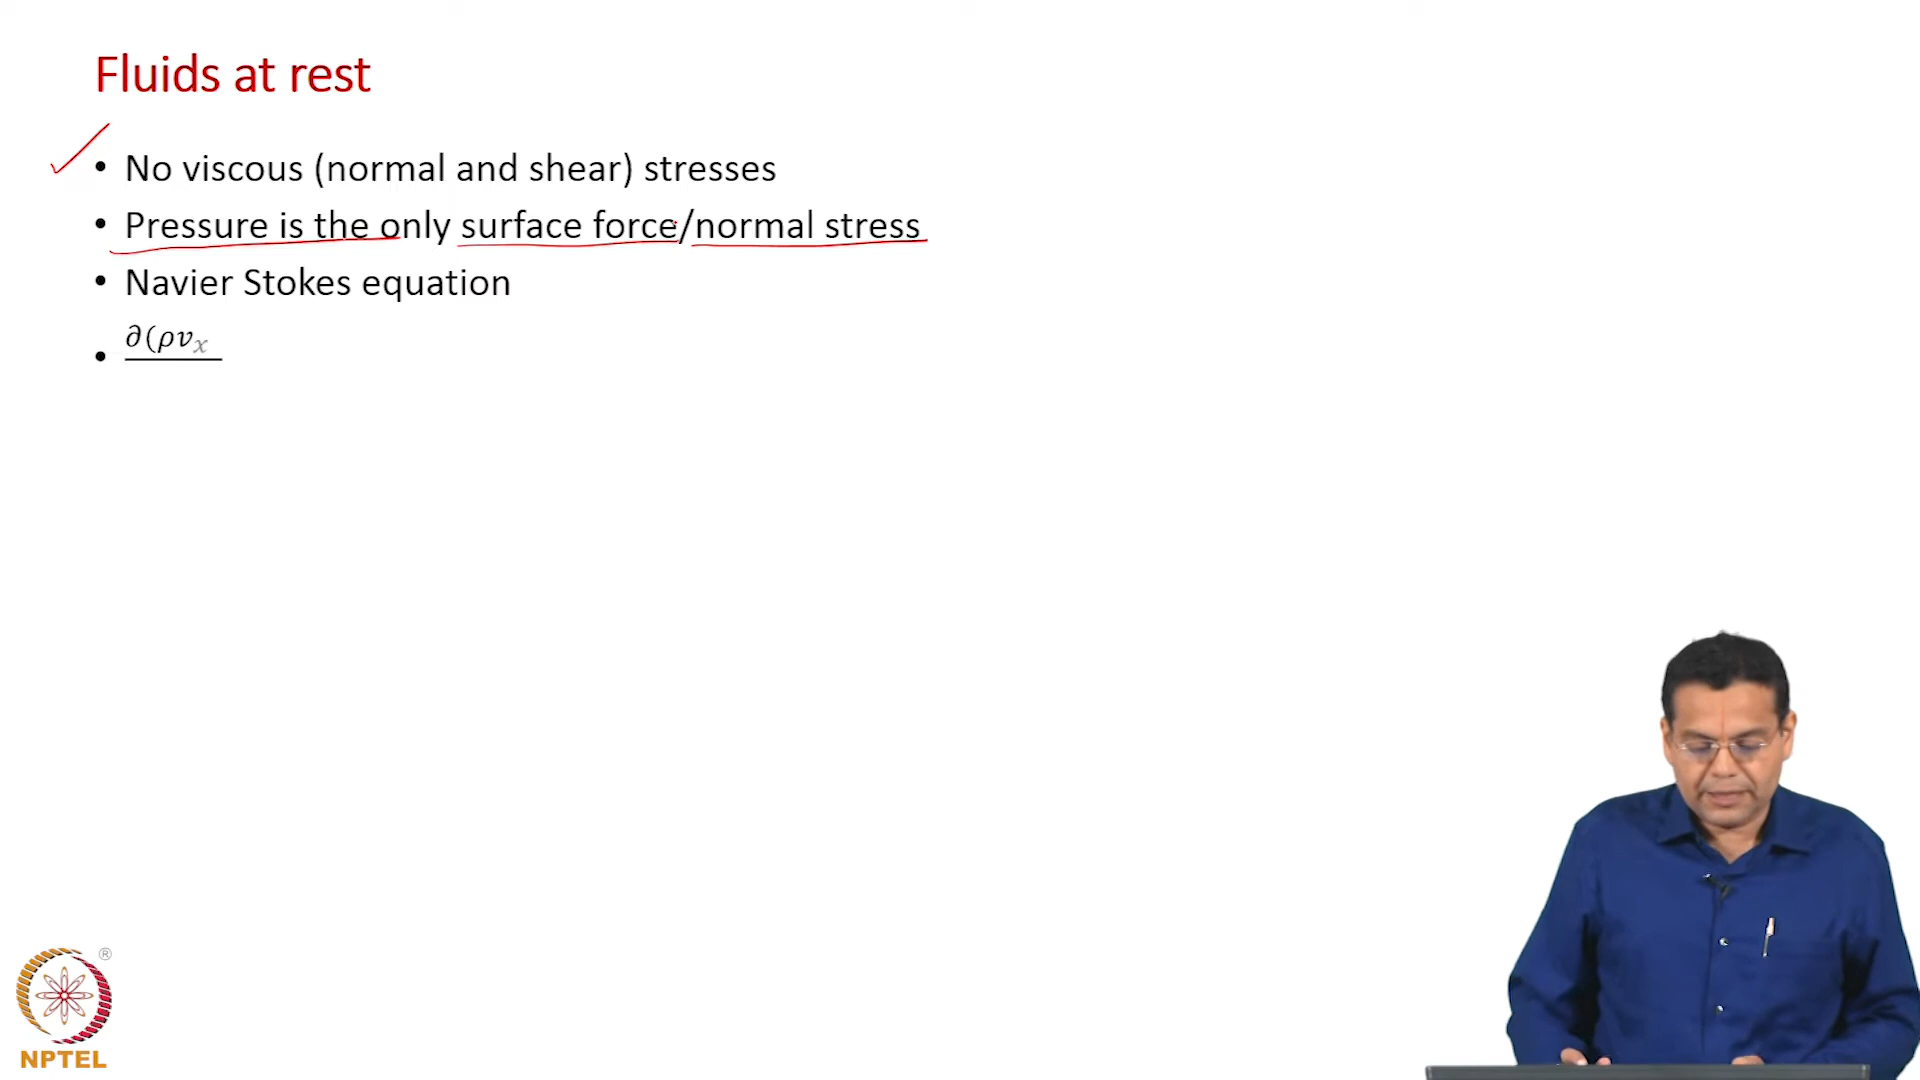 Fluids at rest
• No viscous (normal and shear) stresses
• Pressure is the only surface force/normal stress
• Navier Stokes equation
• ∂(ρvₓ
®
NPTEL